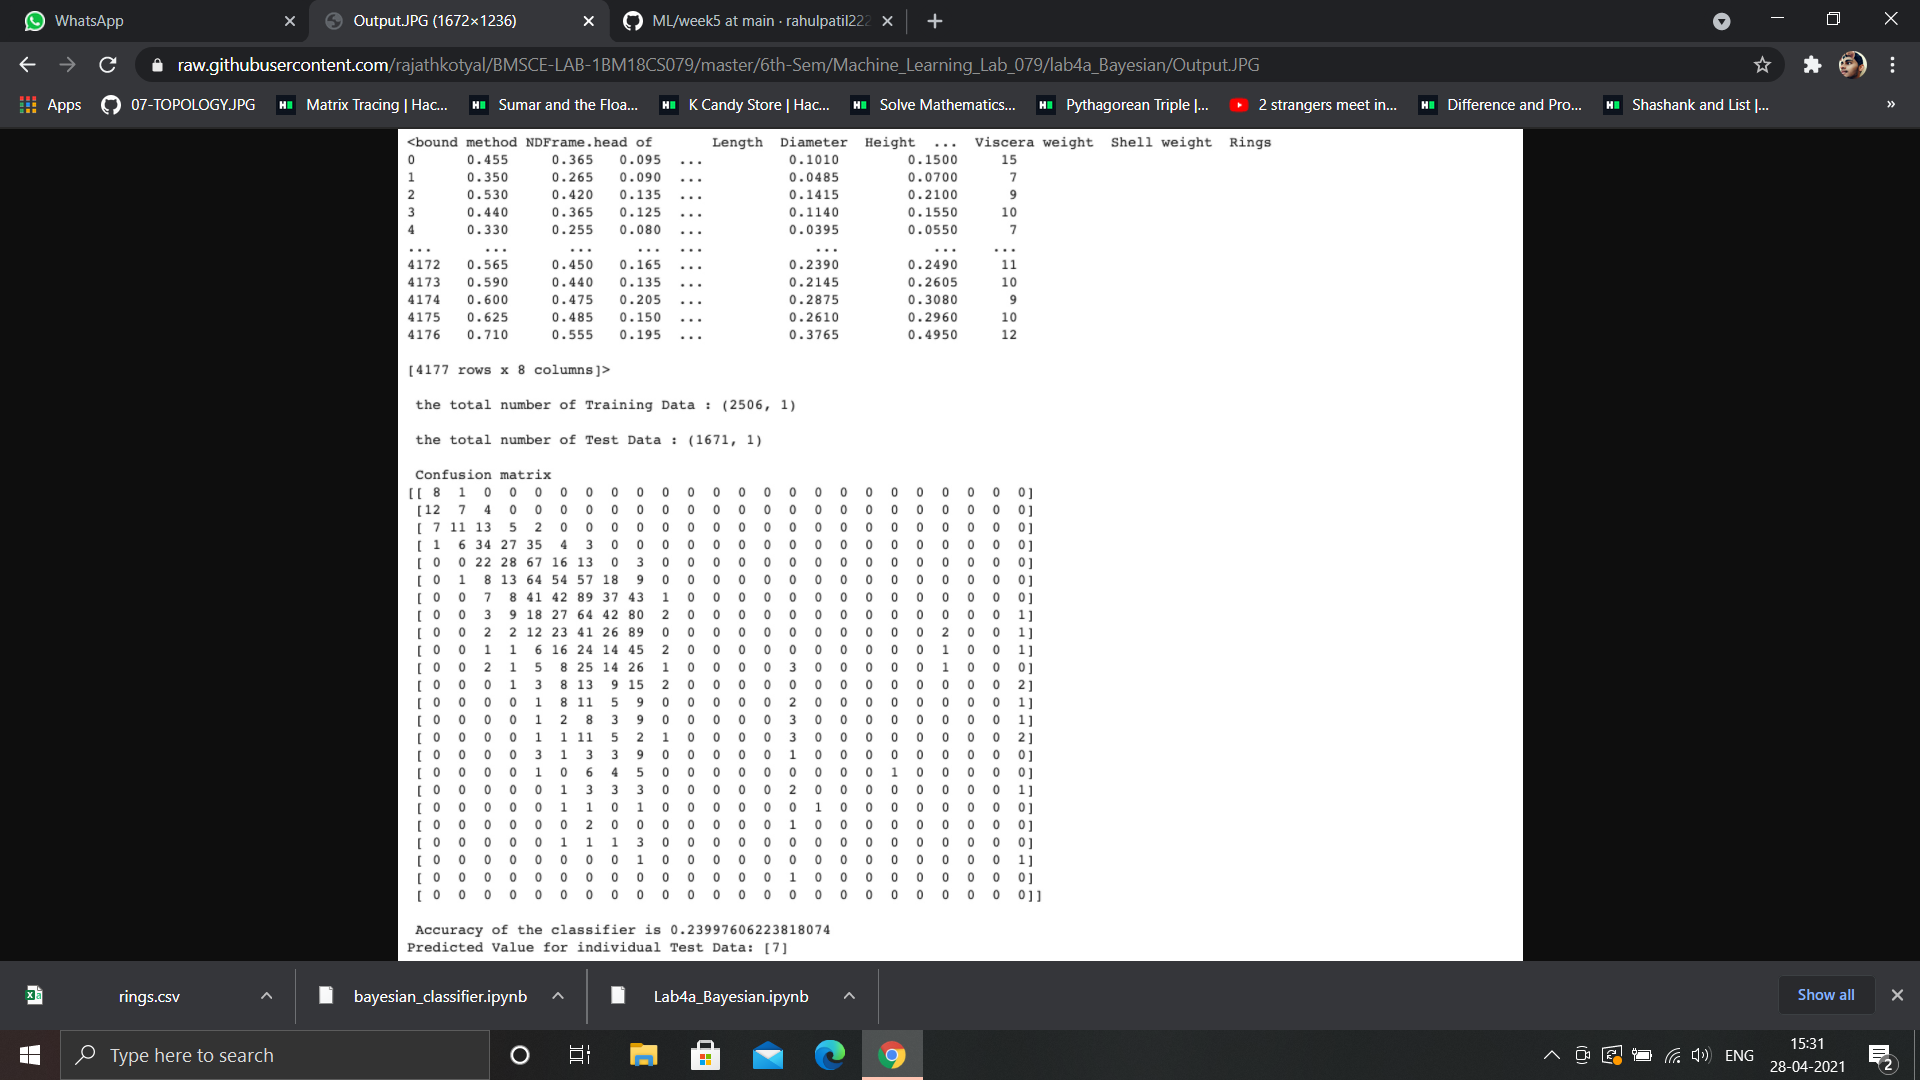 WhatsApp
Output.JPG (1672×1236)
ML/week5 at main · rahulpatil222
raw.githubusercontent.com/rajathkotyal/BMSCE-LAB-1BM18CS079/master/6th-Sem/Machine_Learning_Lab_079/lab4a_Bayesian/Output.JPG
Apps 07-TOPOLOGY.JPG Matrix Tracing | Hac... Sumar and the Floa... K Candy Store | Hac... Solve Mathematics... Pythagorean Triple |... 2 strangers meet in... Difference and Pro... Shashank and List |... »
<bound method NDFrame.head of Length Diameter Height ... Viscera weight Shell weight Rings
0 0.455 0.365 0.095 ... 0.1010 0.1500 15
1 0.350 0.265 0.090 ... 0.0485 0.0700 7
2 0.530 0.420 0.135 ... 0.1415 0.2100 9
3 0.440 0.365 0.125 ... 0.1140 0.1550 10
4 0.330 0.255 0.080 ... 0.0395 0.0550 7
... ... ... ... ... ... ... ...
4172 0.565 0.450 0.165 ... 0.2390 0.2490 11
4173 0.590 0.440 0.135 ... 0.2145 0.2605 10
4174 0.600 0.475 0.205 ... 0.2875 0.3080 9
4175 0.625 0.485 0.150 ... 0.2610 0.2960 10
4176 0.710 0.555 0.195 ... 0.3765 0.4950 12
[4177 rows x 8 columns]>
the total number of Training Data : (2506, 1)
the total number of Test Data : (1671, 1)
Confusion matrix
[[ 8 1 0 0 0 0 0 0 0 0 0 0 0 0 0 0 0 0 0 0 0 0 0 0]
[12 7 4 0 0 0 0 0 0 0 0 0 0 0 0 0 0 0 0 0 0 0 0 0]
[ 7 11 13 5 2 0 0 0 0 0 0 0 0 0 0 0 0 0 0 0 0 0 0 0]
[ 1 6 34 27 35 4 3 0 0 0 0 0 0 0 0 0 0 0 0 0 0 0 0 0]
[ 0 0 22 28 67 16 13 0 3 0 0 0 0 0 0 0 0 0 0 0 0 0 0 0]
[ 0 1 8 13 64 54 57 18 9 0 0 0 0 0 0 0 0 0 0 0 0 0 0 0]
[ 0 0 7 8 41 42 89 37 43 1 0 0 0 0 0 0 0 0 0 0 0 0 0 0]
[ 0 0 3 9 18 27 64 42 80 2 0 0 0 0 0 0 0 0 0 0 0 0 0 1]
[ 0 0 2 2 12 23 41 26 89 0 0 0 0 0 0 0 0 0 0 0 2 0 0 1]
[ 0 0 1 1 6 16 24 14 45 2 0 0 0 0 0 0 0 0 0 0 1 0 0 1]
[ 0 0 2 1 5 8 25 14 26 1 0 0 0 0 3 0 0 0 0 0 1 0 0 0]
[ 0 0 0 1 3 8 13 9 15 2 0 0 0 0 0 0 0 0 0 0 0 0 0 2]
[ 0 0 0 0 1 8 11 5 9 0 0 0 0 0 2 0 0 0 0 0 0 0 0 1]
[ 0 0 0 0 1 2 8 3 9 0 0 0 0 0 3 0 0 0 0 0 0 0 0 1]
[ 0 0 0 0 1 1 11 5 2 1 0 0 0 0 3 0 0 0 0 0 0 0 0 2]
[ 0 0 0 0 3 1 3 3 9 0 0 0 0 0 1 0 0 0 0 0 0 0 0 0]
[ 0 0 0 0 1 0 6 4 5 0 0 0 0 0 0 0 0 0 1 0 0 0 0 0]
[ 0 0 0 0 0 1 3 3 3 0 0 0 0 0 2 0 0 0 0 0 0 0 0 1]
[ 0 0 0 0 0 1 1 0 1 0 0 0 0 0 0 1 0 0 0 0 0 0 0 0]
[ 0 0 0 0 0 0 2 0 0 0 0 0 0 0 1 0 0 0 0 0 0 0 0 0]
[ 0 0 0 0 0 1 1 1 3 0 0 0 0 0 0 0 0 0 0 0 0 0 0 0]
[ 0 0 0 0 0 0 0 0 1 0 0 0 0 0 0 0 0 0 0 0 0 0 0 1]
[ 0 0 0 0 0 0 0 0 0 0 0 0 0 0 1 0 0 0 0 0 0 0 0 0]
[ 0 0 0 0 0 0 0 0 0 0 0 0 0 0 0 0 0 0 0 0 0 0 0 0]]
Accuracy of the classifier is 0.23997606223818074
Predicted Value for individual Test Data: [7]
rings.csv
bayesian_classifier.ipynb
Lab4a_Bayesian.ipynb
Show all
Type here to search
ENG
15:31
28-04-2021
2